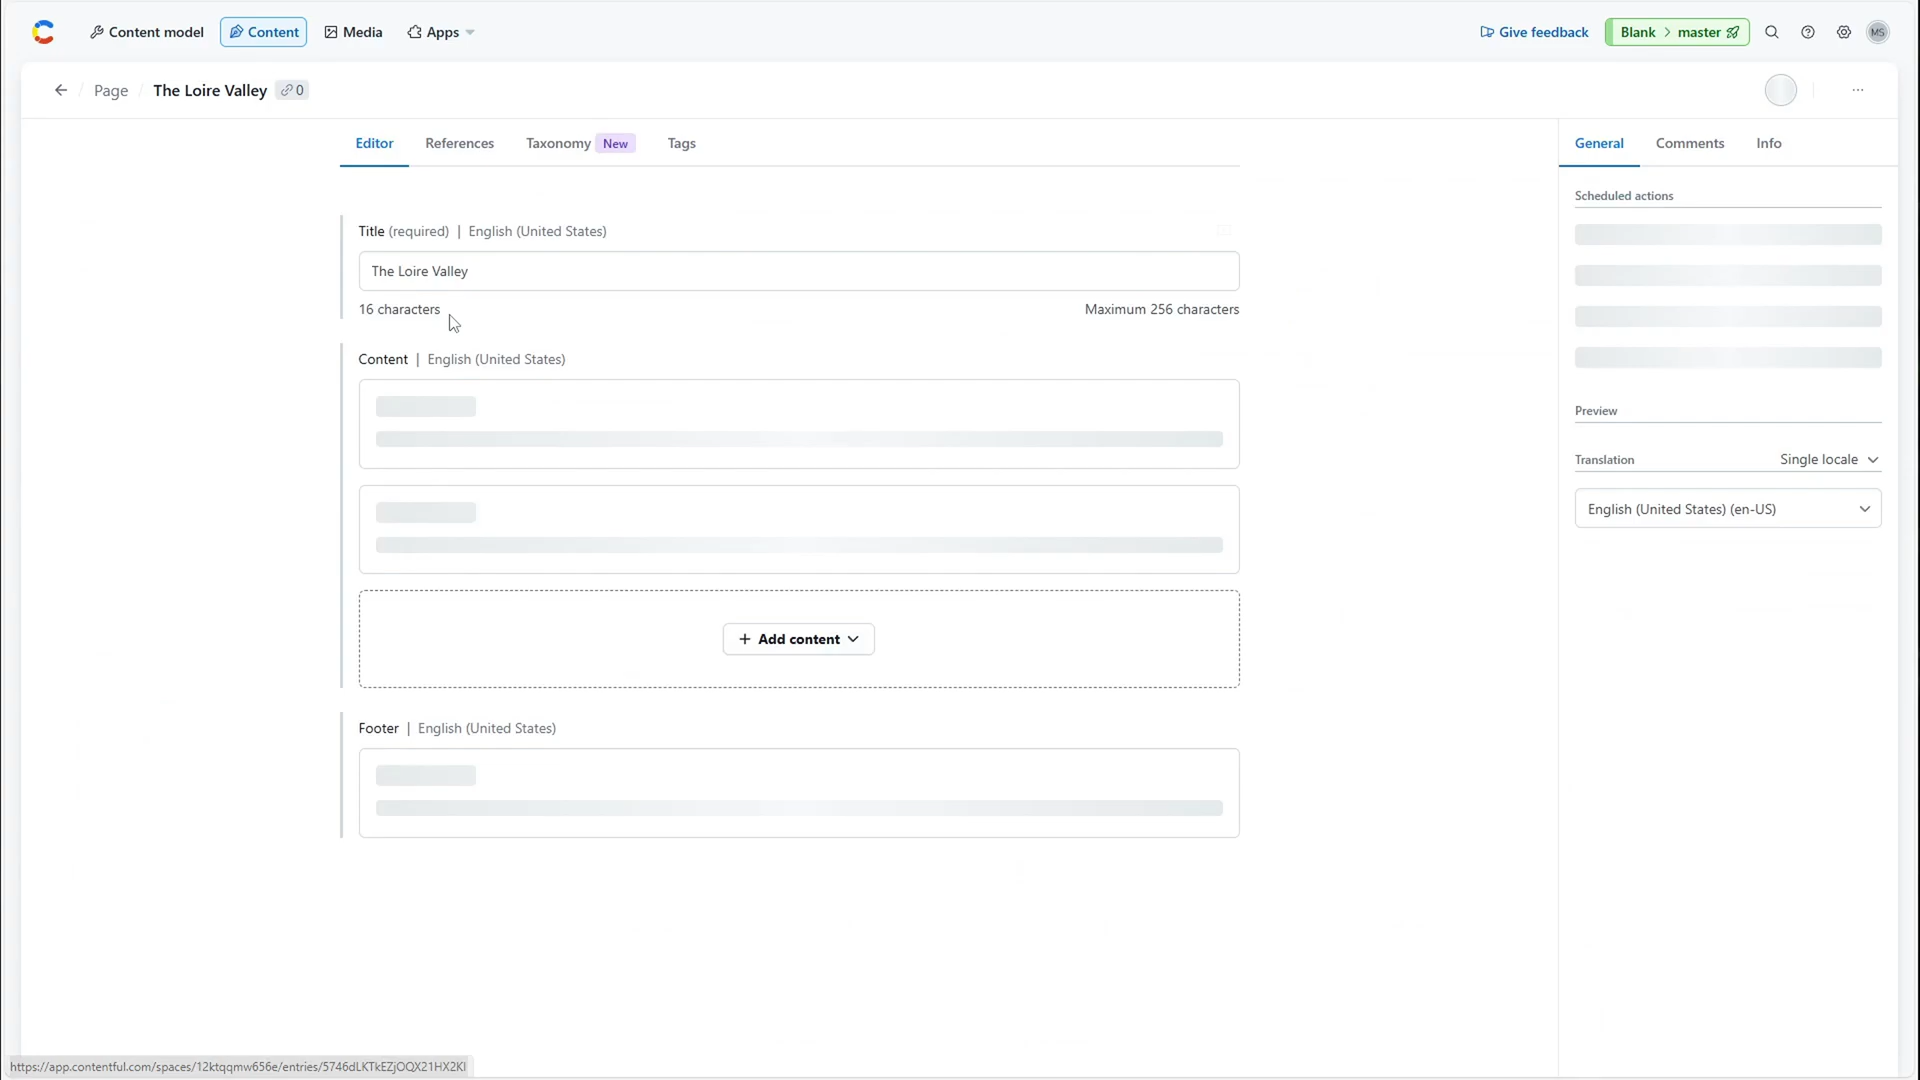 Content model
Content
Media
Apps
Give feedback
Blank > master
MS
Page / The Loire Valley 0
Editor
References
Taxonomy New
Tags
General
Comments
Info
Scheduled actions
Title (required) | English (United States)
The Loire Valley
16 characters
Maximum 256 characters
Content | English (United States)
Preview
Translation
Single locale
English (United States) (en-US)
+ Add content
Footer | English (United States)
https://app.contentful.com/spaces/12ktqqmw656e/entries/5746dLKTkEZjOQX21HX2KI